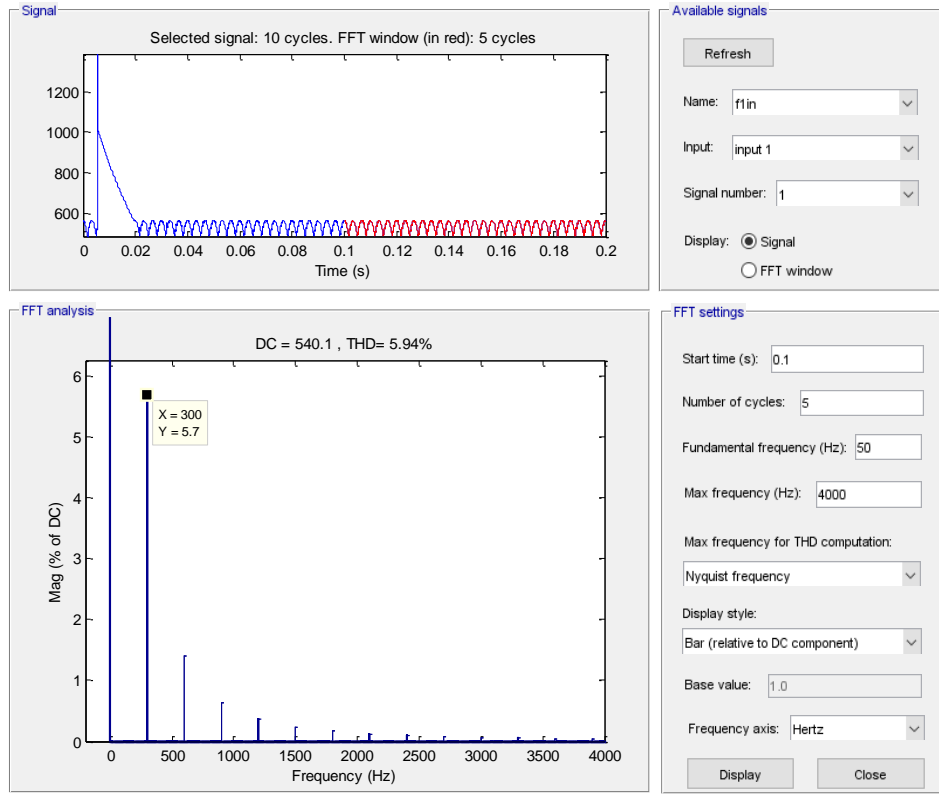 Signal
Selected signal: 10 cycles. FFT window (in red): 5 cycles
1200
1000
800
600
0 0.02 0.04 0.06 0.08 0.1 0.12 0.14 0.16 0.18 0.2
Time (s)
Available signals
Refresh
Name: f1in
Input: input 1
Signal number: 1
Display: Signal
FFT window
FFT analysis
DC = 540.1 , THD= 5.94%
6
5
4
3
2
1
0
Mag (% of DC)
X = 300
Y = 5.7
0 500 1000 1500 2000 2500 3000 3500 4000
Frequency (Hz)
FFT settings
Start time (s): 0.1
Number of cycles: 5
Fundamental frequency (Hz): 50
Max frequency (Hz): 4000
Max frequency for THD computation:
Nyquist frequency
Display style:
Bar (relative to DC component)
Base value: 1.0
Frequency axis: Hertz
Display Close